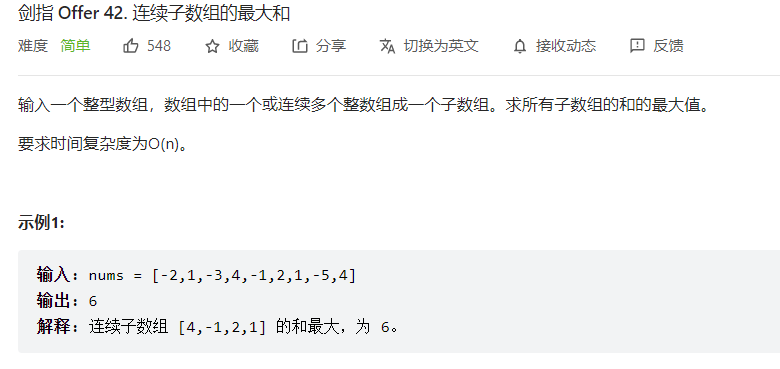 剑指 Offer 42. 连续子数组的最大和
难度 简单 548 收藏 分享 切换为英文 接收动态 反馈
输入一个整型数组，数组中的一个或连续多个整数组成一个子数组。求所有子数组的和的最大值。
要求时间复杂度为O(n)。
示例1:
输入: nums = [-2,1,-3,4,-1,2,1,-5,4]
输出: 6
解释: 连续子数组 [4,-1,2,1] 的和最大，为 6。